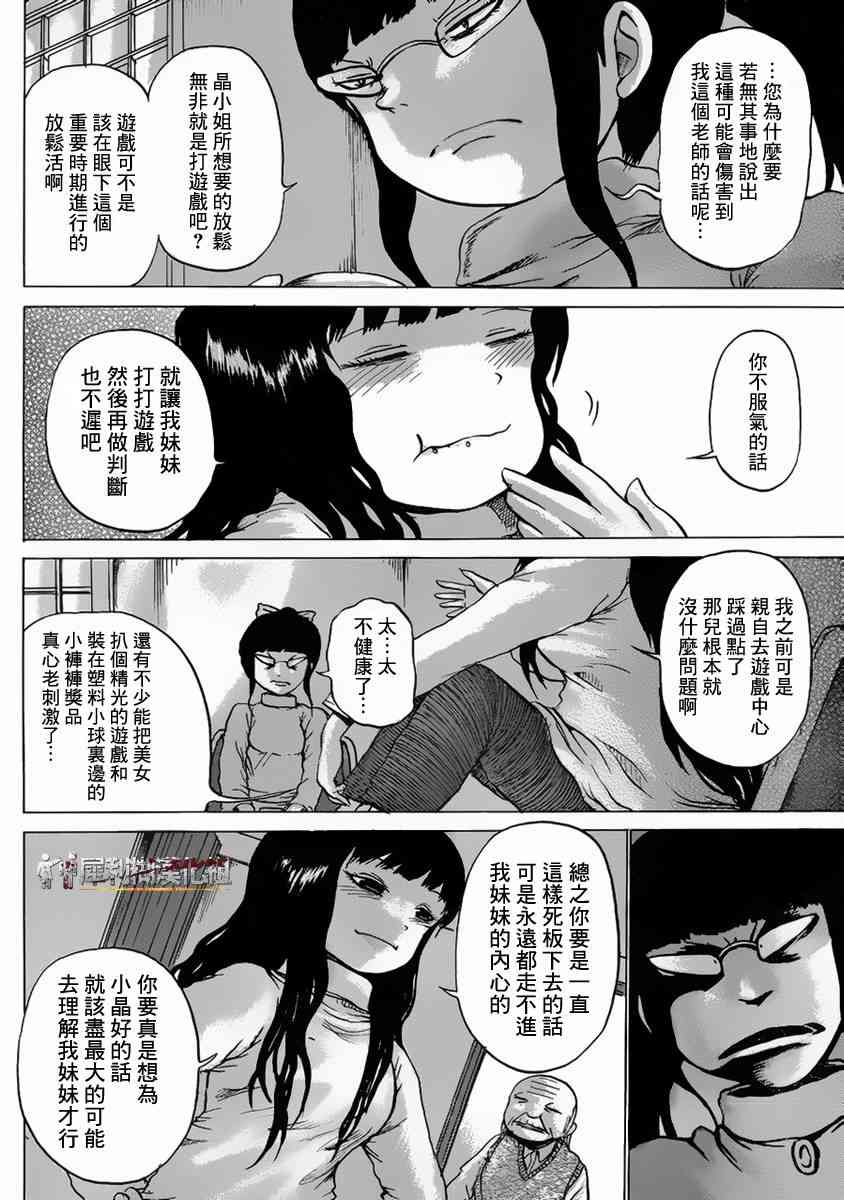 …您為什麼要
若無其事地說出
這種可能會傷害到
我這個老師的話呢…
晶小姐所想要的放鬆
無非就是打遊戲吧？
遊戲可不是
該在眼下這個
重要時期進行的
放鬆活啊
你不服氣的話
就讓我妹妹
打打遊戲
然後再做判斷
也不遲吧
我之前可是
親自去遊戲中心
踩過點了
那兒根本就
沒什麼問題啊
太…太
不健康了…
還有不少能把美女
扒個精光的遊戲和
裝在塑料小球裏邊的
小褲褲獎品
真心老刺激了…
總之你要是一直
這樣死板下去的話
可是永遠都走不進
我妹妹的內心的
你要真是想為
小晶好的話
就該盡最大的可能
去理解我妹妹才行